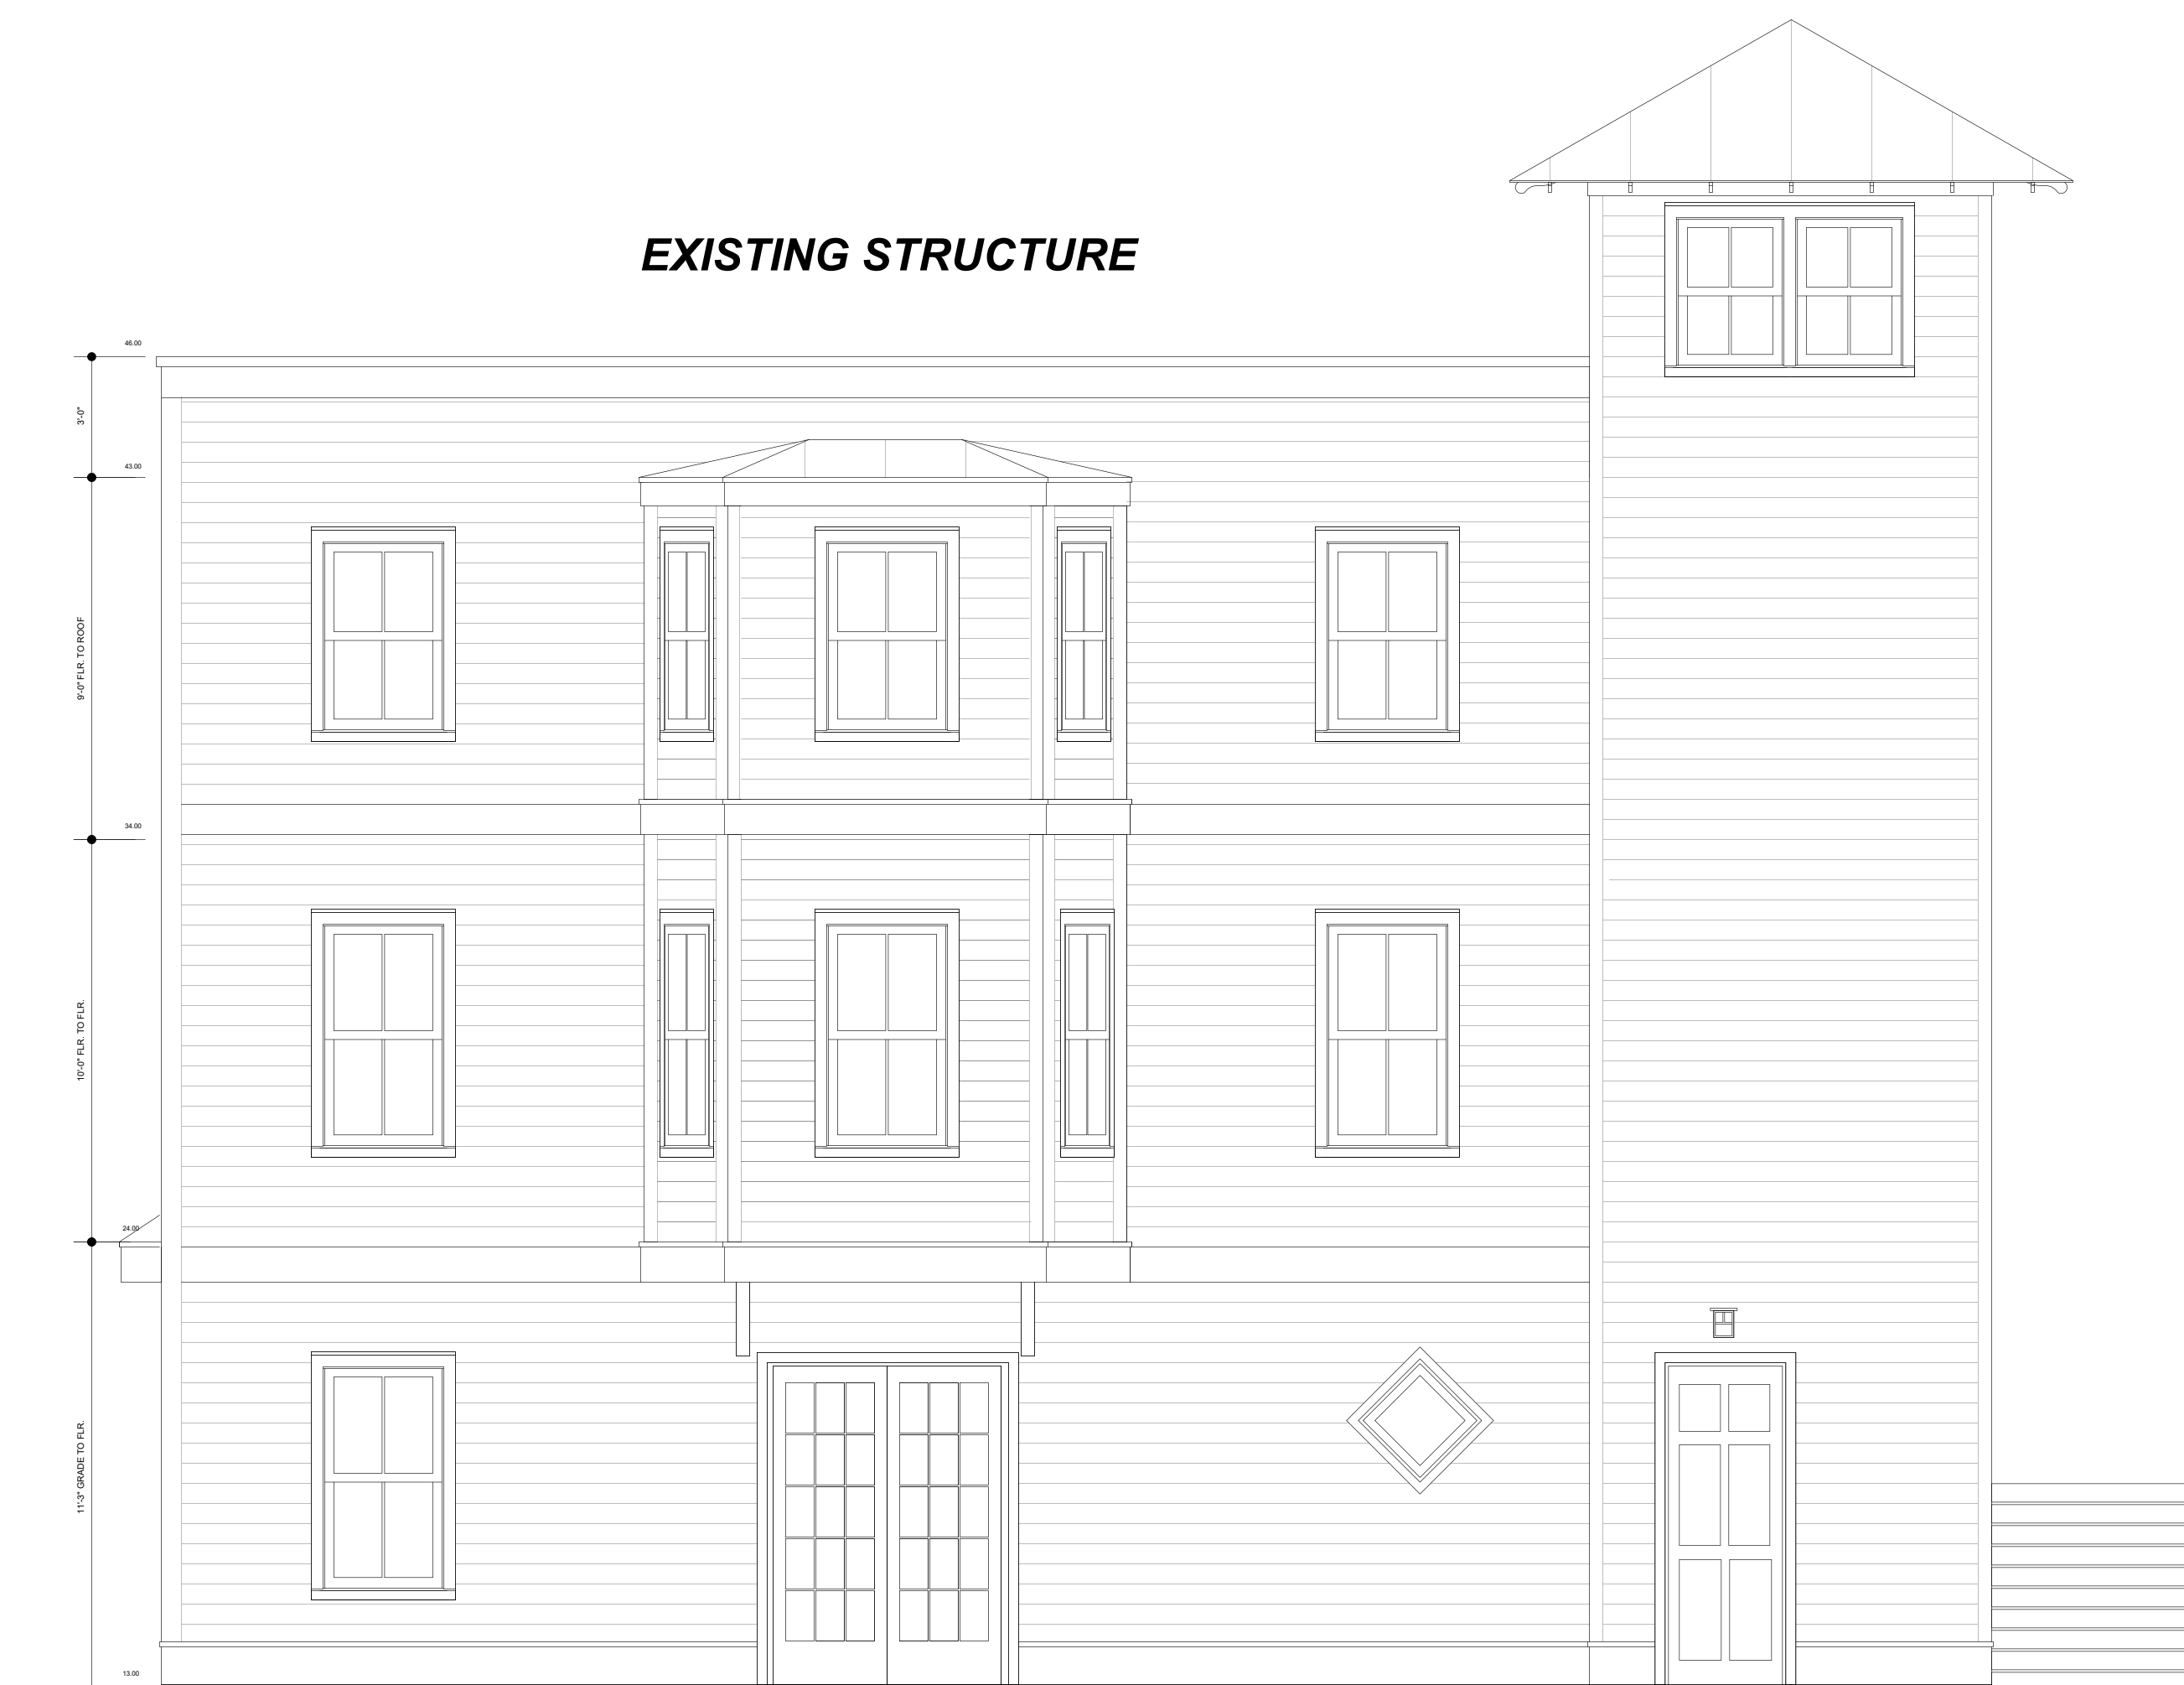 EXISTING STRUCTURE
46.00
3'-0"
43.00
9'-0" FLR. TO ROOF
34.00
10'-0" FLR. TO FLR.
24.00
11'-3" GRADE TO FLR.
13.00